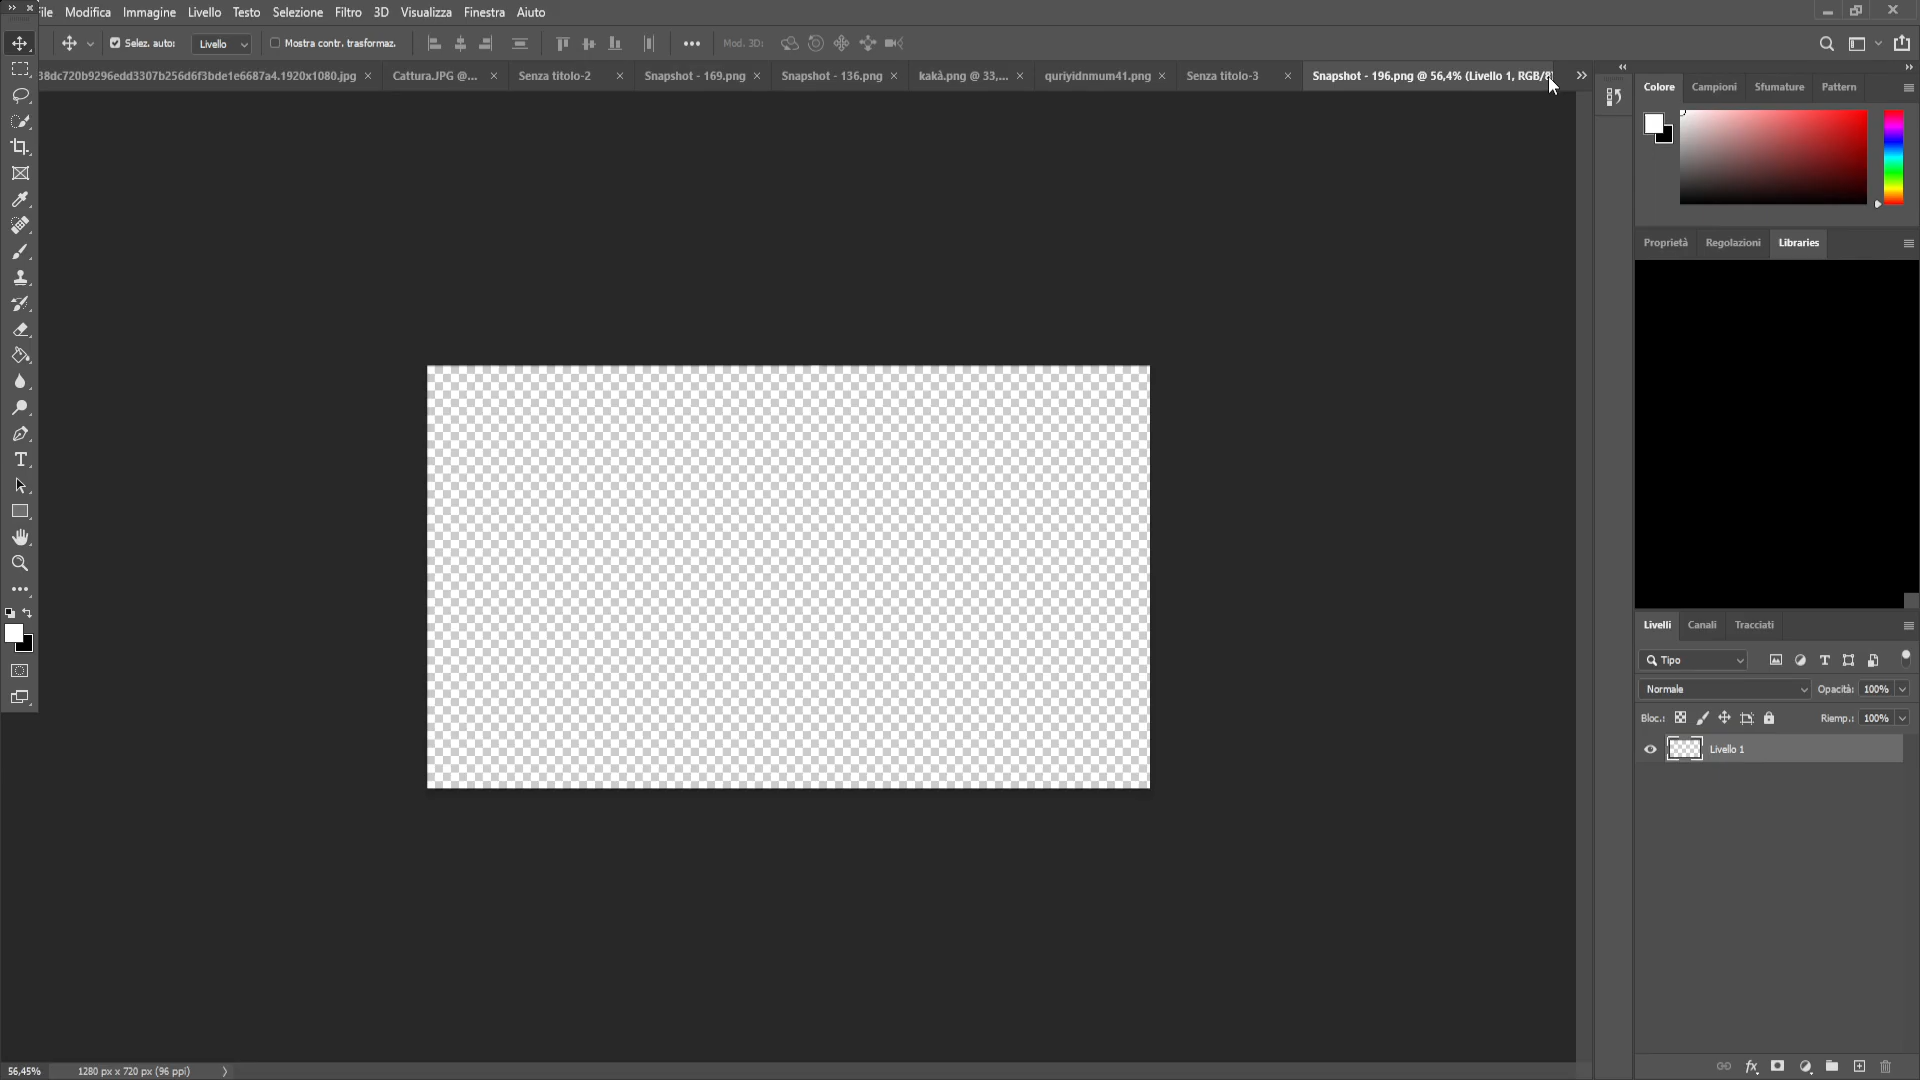 ile Modifica Immagine Livello Testo Selezione Filtro 3D Visualizza Finestra Aiuto
Selez. auto: Livello Mostra contr. trasformaz. Mod. 3D:
38dc720b9296edd3307b256d6f3bde1e6687a4.1920x1080.jpg Cattura.JPG @... Senza titolo-2 Snapshot - 169.png Snapshot - 136.png kakà.png @ 33,... quriyidnmum41.png Senza titolo-3 Snapshot - 196.png @ 56,4% (Livello 1, RGB/8
Colore Campioni Sfumature Pattern
Proprietà Regolazioni Libraries
Livelli Canali Tracciati
Tipo
Normale Opacità: 100%
Bloc.: Riemp.: 100%
Livello 1
56,45% 1280 px x 720 px (96 ppi)